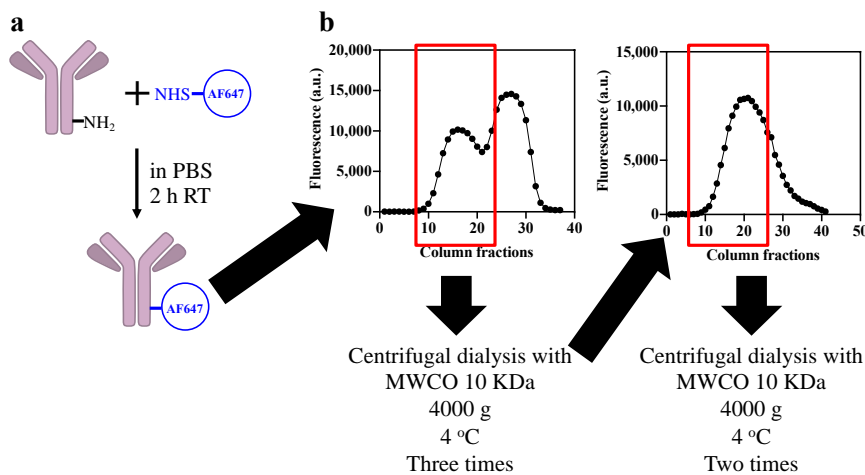 a
NHS
AF647
NH2
in PBS
2 h RT
AF647
b
Fluorescence (a.u.)
20,000
15,000
10,000
5,000
0
0 10 20 30 40
Column fractions
Fluorescence (a.u.)
15,000
10,000
5,000
0
0 10 20 30 40 50
Column fractions
Centrifugal dialysis with
MWCO 10 KDa
4000 g
4 °C
Three times
Centrifugal dialysis with
MWCO 10 KDa
4000 g
4 °C
Two times